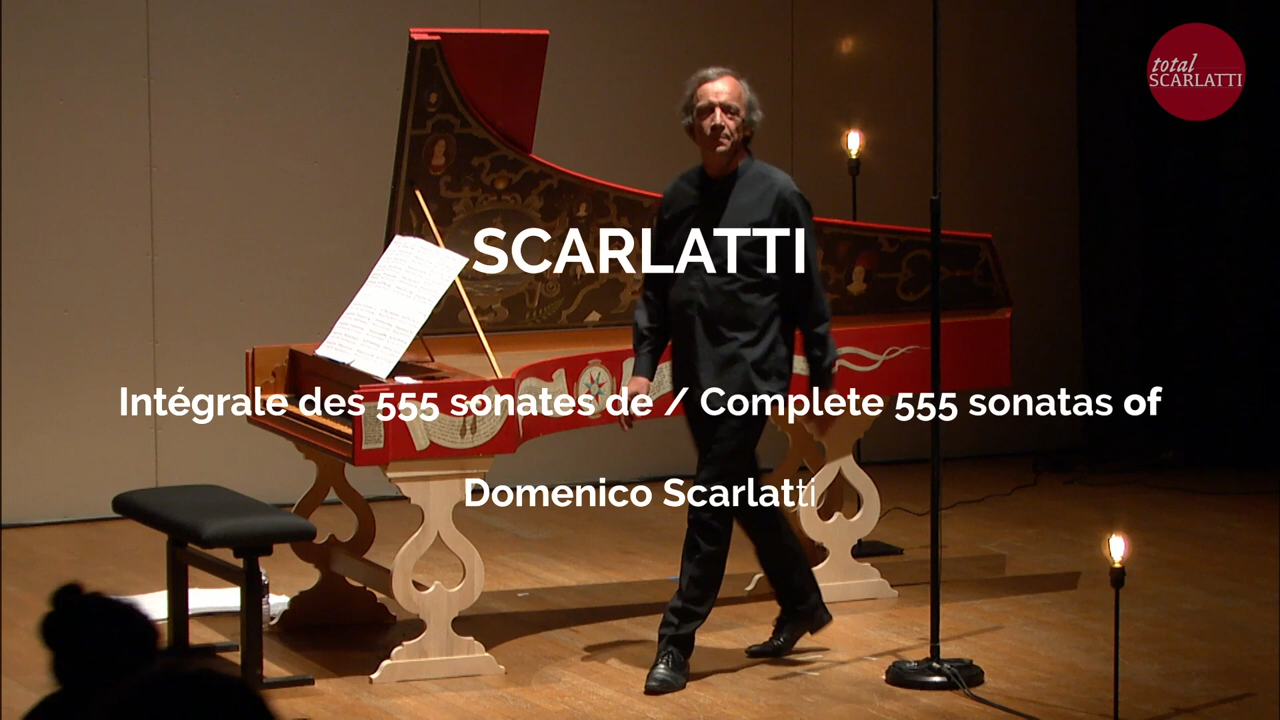 total
SCARLATTI
SCARLATTI
Intégrale des 555 sonates de / Complete 555 sonatas of
Domenico Scarlatti